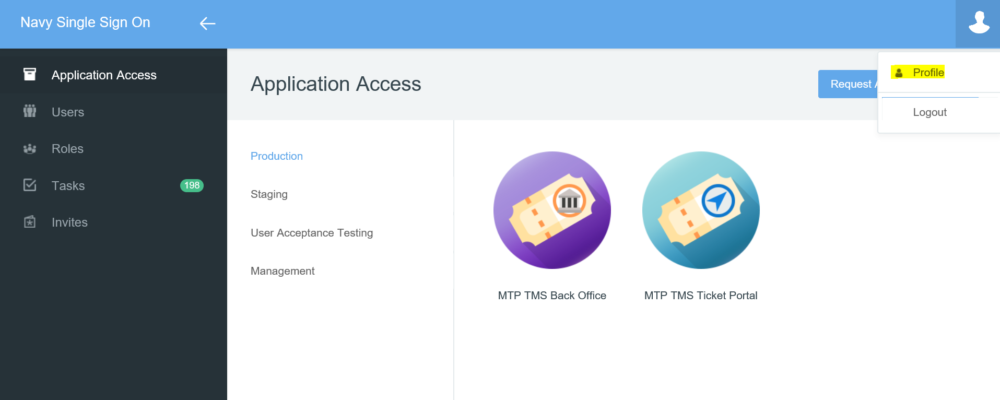 Navy Single Sign On
Application Access
Users
Roles
Tasks 198
Invites
Application Access
Request
Profile
Logout
Production
Staging
User Acceptance Testing
Management
MTP TMS Back Office
MTP TMS Ticket Portal